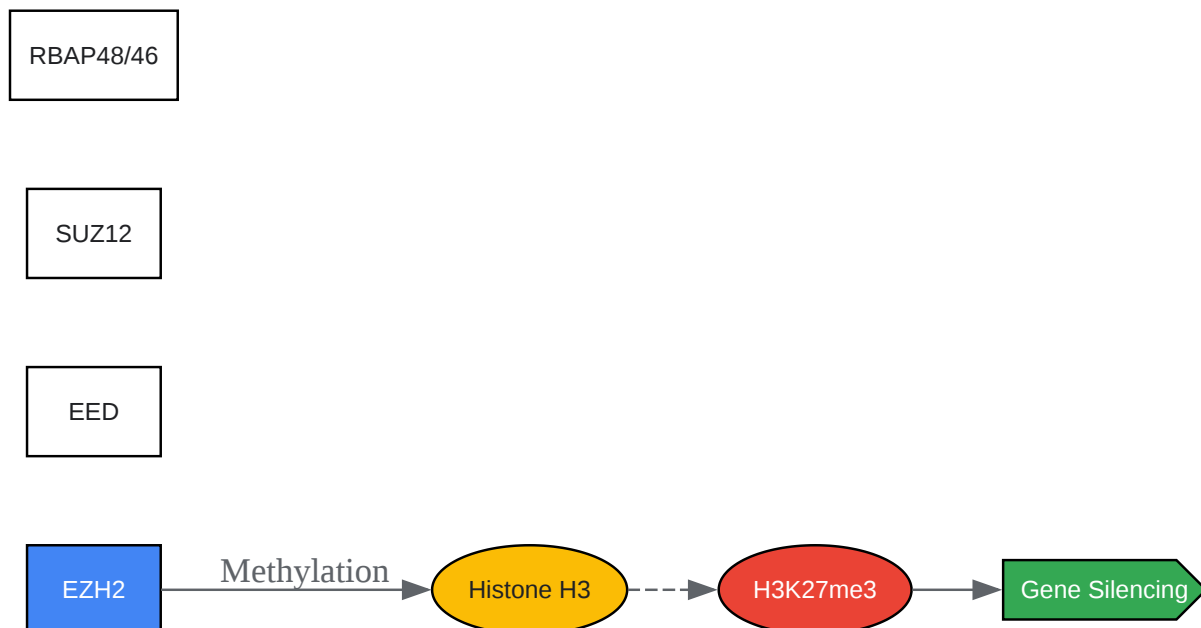 RBAP48/46
SUZ12
EED
EZH2
Methylation
Histone H3
H3K27me3
Gene Silencing